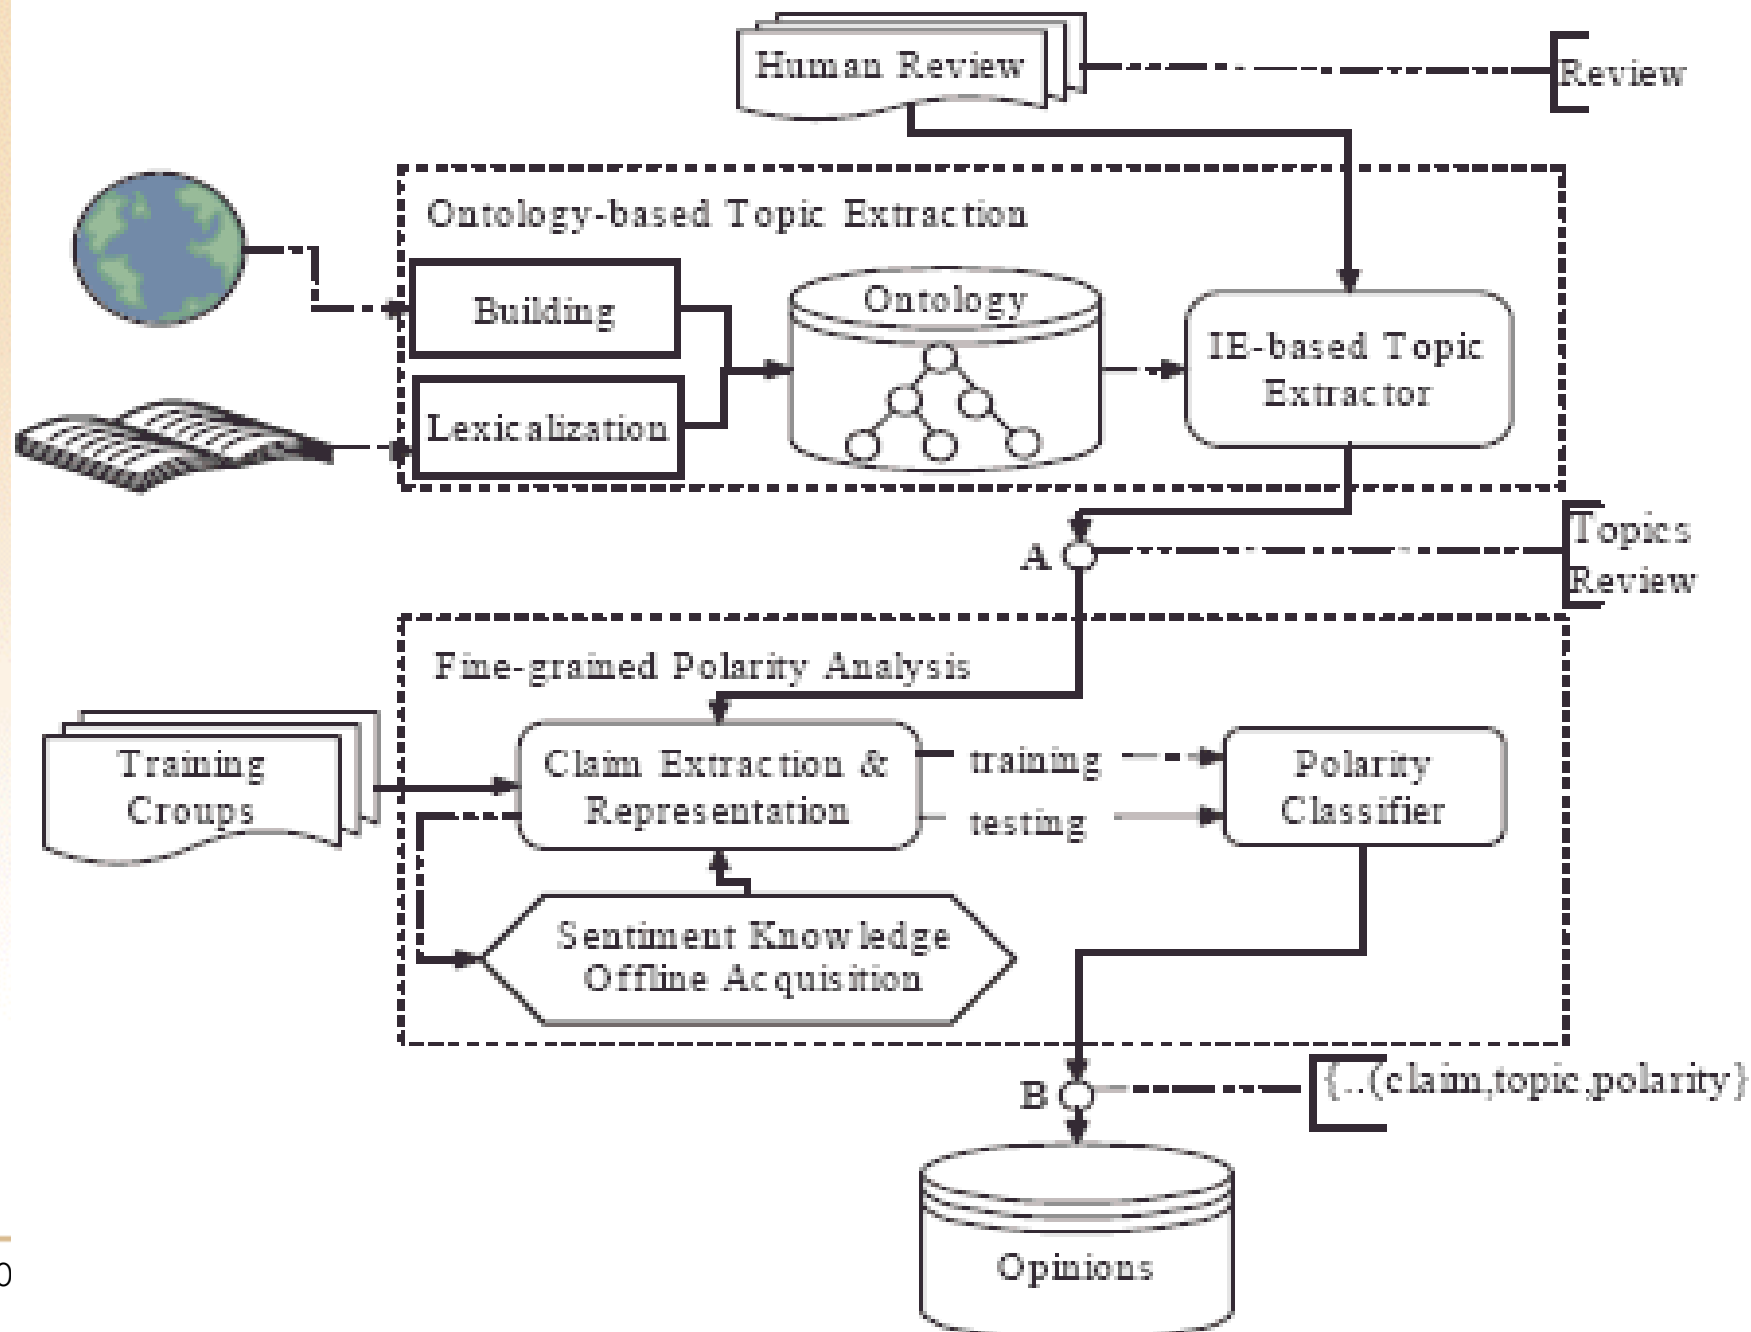 Human Review
Review
Ontology-based Topic Extraction
Building
Ontology
IE-based Topic
Extractor
Lexicalization
A
Topics
Review
Fine-grained Polarity Analysis
Training
Croups
Claim Extraction &
Representation
training
testing
Polarity
Classifier
Sentiment Knowledge
Offline Acquisition
B
{..(claim,topic,polarity}
Opinions
0